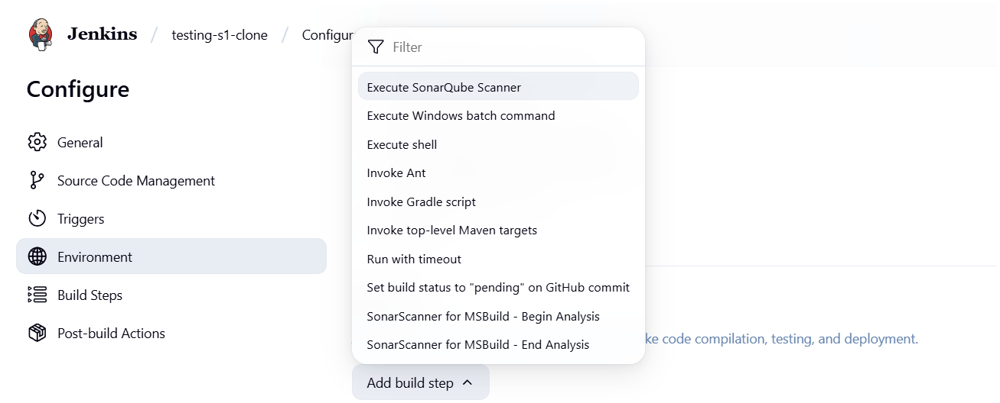 Jenkins / testing-s1-clone / Configur
Filter
Configure
General
Source Code Management
Triggers
Environment
Build Steps
Post-build Actions
Execute SonarQube Scanner
Execute Windows batch command
Execute shell
Invoke Ant
Invoke Gradle script
Invoke top-level Maven targets
Run with timeout
Set build status to "pending" on GitHub commit
SonarScanner for MSBuild - Begin Analysis
SonarScanner for MSBuild - End Analysis
ke code compilation, testing, and deployment.
Add build step